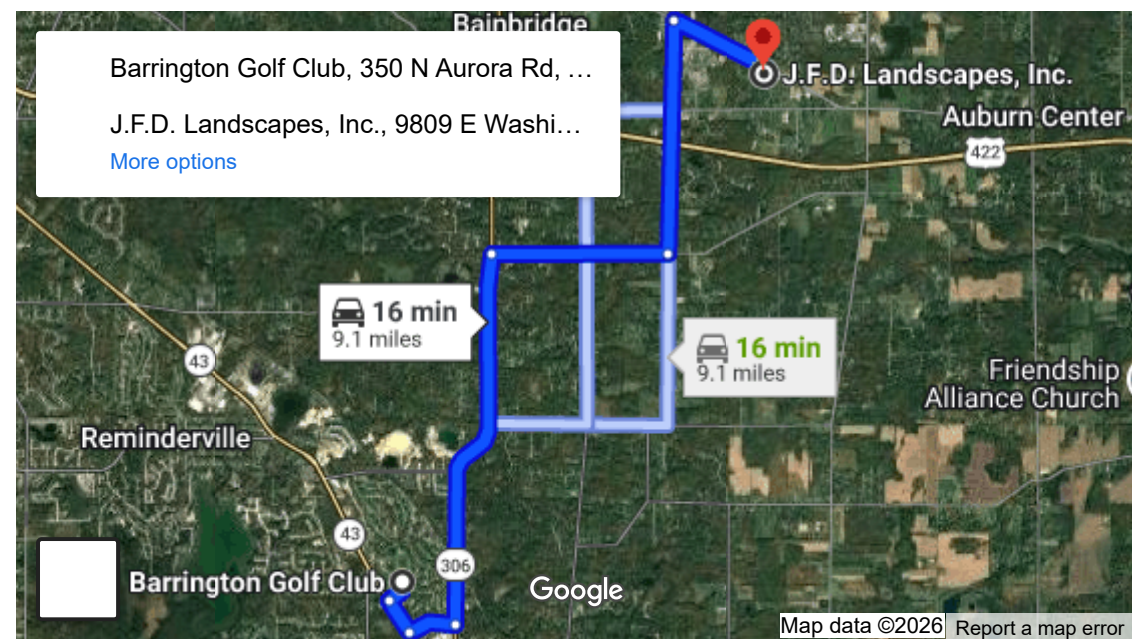 Bainbridge
Barrington Golf Club, 350 N Aurora Rd, …
J.F.D. Landscapes, Inc., 9809 E Washi…
More options
J.F.D. Landscapes, Inc.
Auburn Center
422
16 min
9.1 miles
16 min
9.1 miles
43
Friendship
Alliance Church
Reminderville
43
306
Barrington Golf Club
Google
Map data ©2026
Report a map error